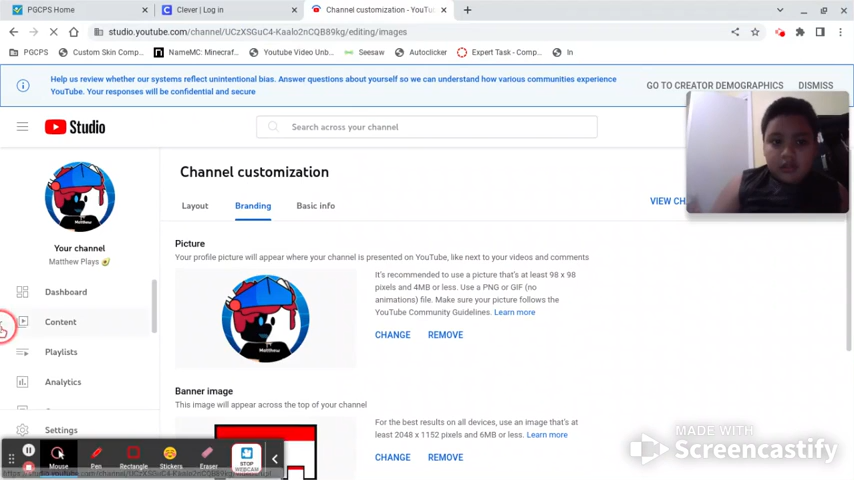 PGCPS Home
Clever | Log in
Channel customization - YouTu
studio.youtube.com/channel/UCzXSGuC4-Kaalo2nCQB89kg/editing/images
PGCPS
Custom Skin Comp...
NameMC: Minecraf...
Youtube Video Unb...
Seesaw
Autoclicker
Expert Task - Comp...
In
Help us review whether our systems reflect unintentional bias. Answer questions about yourself so we can understand how various communities experience
YouTube. Your responses will be confidential and secure
GO TO CREATOR DEMOGRAPHICS
DISMISS
Studio
Search across your channel
Channel customization
Layout
Branding
Basic info
VIEW CH
Matthew
Your channel
Matthew Plays 🥑
Dashboard
Content
Playlists
Analytics
Settings
Picture
Your profile picture will appear where your channel is presented on YouTube, like next to your videos and comments
Matthew
It's recommended to use a picture that's at least 98 x 98
pixels and 4MB or less. Use a PNG or GIF (no
animations) file. Make sure your picture follows the
YouTube Community Guidelines. Learn more
CHANGE
REMOVE
Banner image
This image will appear across the top of your channel
For the best results on all devices, use an image that's at
least 2048 x 1152 pixels and 6MB or less. Learn more
CHANGE
REMOVE
Mouse
Pen
Rectangle
Stickers
Eraser
STOP
WEBCAM
MADE WITH
Screencastify